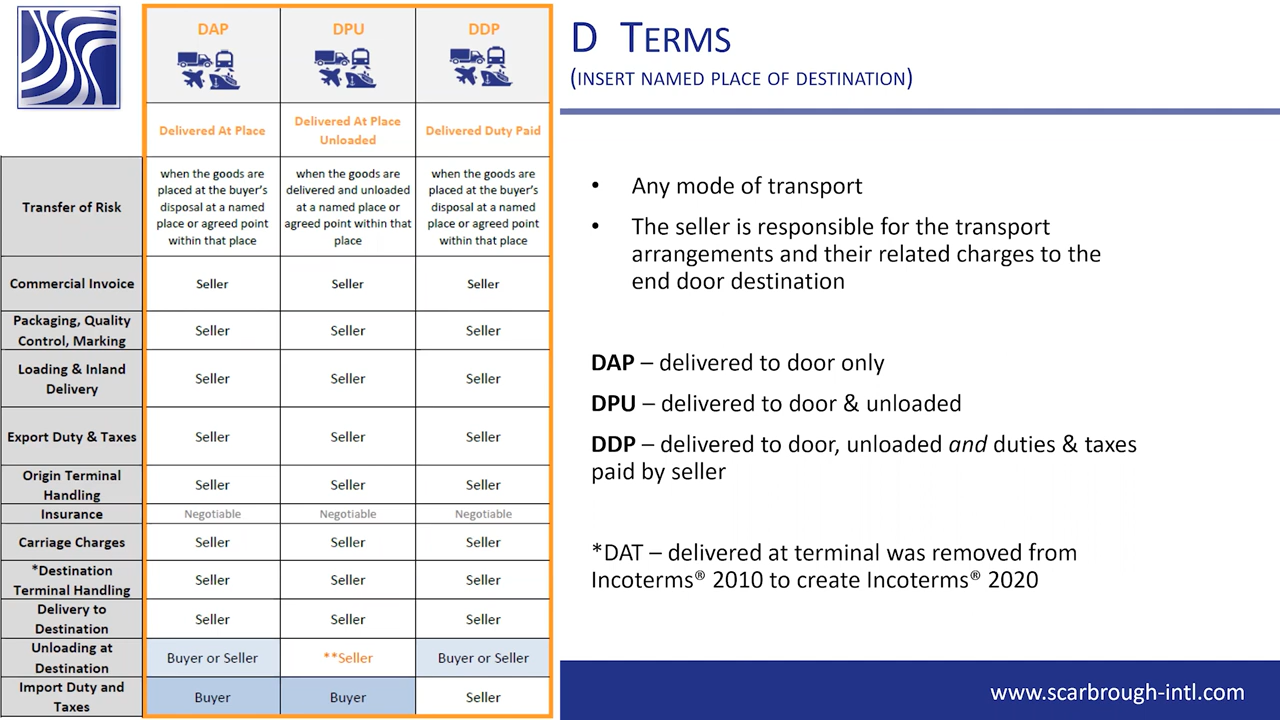 DAP DPU DDP
Delivered At Place
Delivered At Place
Unloaded
Delivered Duty Paid
Transfer of Risk
when the goods are
placed at the buyer's
disposal at a named
place or agreed point
within that place
when the goods are
delivered and unloaded
at a named place or
agreed point within that
place
when the goods are
placed at the buyer's
disposal at a named
place or agreed point
within that place
Commercial Invoice Seller Seller Seller
Packaging, Quality
Control, Marking
Seller Seller Seller
Loading & Inland
Delivery
Seller Seller Seller
Export Duty & Taxes Seller Seller Seller
Origin Terminal
Handling
Seller Seller Seller
Insurance Negotiable Negotiable Negotiable
Carriage Charges Seller Seller Seller
*Destination
Terminal Handling
Seller Seller Seller
Delivery to
Destination
Seller Seller Seller
Unloading at
Destination
Buyer or Seller **Seller Buyer or Seller
Import Duty and
Taxes
Buyer Buyer Seller
D TERMS
(INSERT NAMED PLACE OF DESTINATION)
• Any mode of transport
• The seller is responsible for the transport
arrangements and their related charges to the
end door destination
DAP – delivered to door only
DPU – delivered to door & unloaded
DDP – delivered to door, unloaded and duties & taxes
paid by seller
*DAT – delivered at terminal was removed from
Incoterms® 2010 to create Incoterms® 2020
www.scarbrough-intl.com